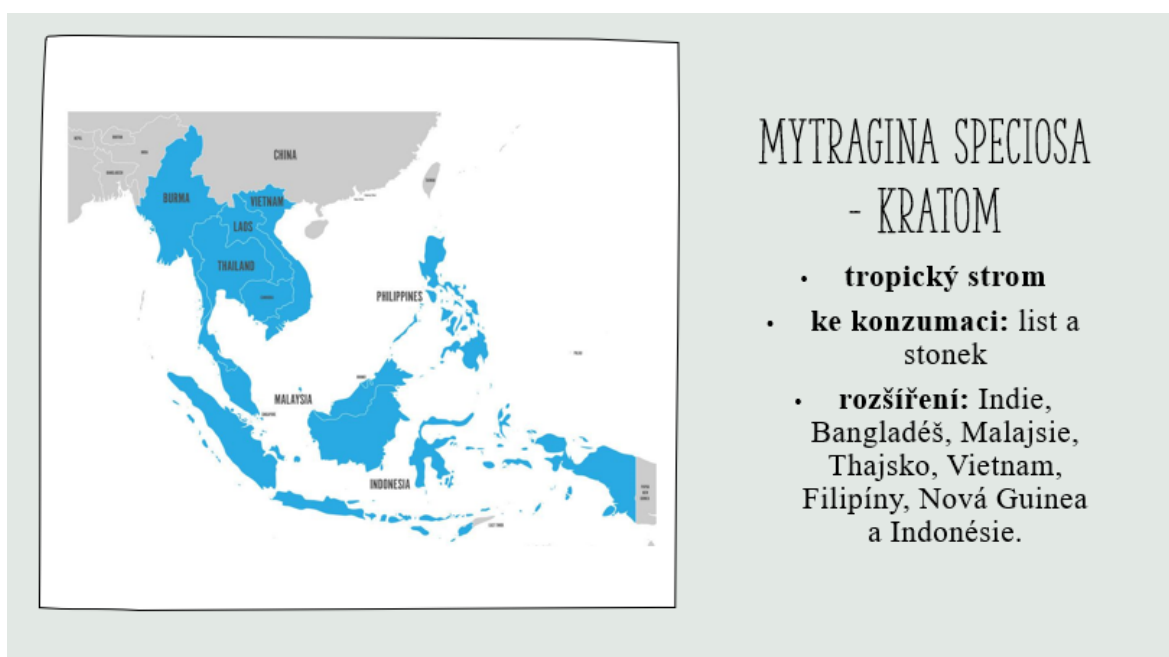 CHINA
BURMA
VIETNAM
LAOS
THAILAND
PHILIPPINES
MALAYSIA
INDONESIA
MYTRAGINA SPECIOSA
- KRATOM
• tropický strom
• ke konzumaci: list a
stonek
• rozšíření: Indie,
Bangladéš, Malajsie,
Thajsko, Vietnam,
Filipíny, Nová Guinea
a Indonésie.